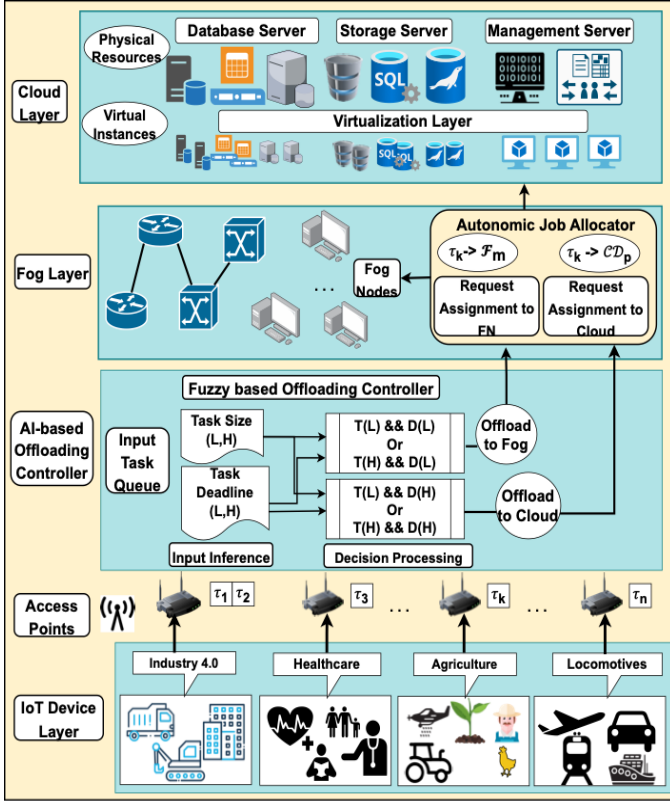 Database Server
Storage Server
Management Server
Physical
Resources
SQL
01010101
01010101
01010101
Cloud
Layer
Virtual
Instances
Virtualization Layer
SQL
SQL
Autonomic Job Allocator
τk-> ℱm
τk-> 𝒞𝒟p
Fog Layer
...
Fog
Nodes
Request
Assignment to
FN
Request
Assignment to
Cloud
Fuzzy based Offloading Controller
AI-based
Offloading
Controller
Input
Task
Queue
Task Size
(L,H)
Task
Deadline
(L,H)
T(L) && D(L)
Or
T(H) && D(L)
T(L) && D(H)
Or
T(H) && D(H)
Offload
to Fog
Offload
to Cloud
Input Inference
Decision Processing
Access
Points
τ1 τ2
τ3
...
τk
...
τn
Industry 4.0
Healthcare
Agriculture
Locomotives
IoT Device
Layer